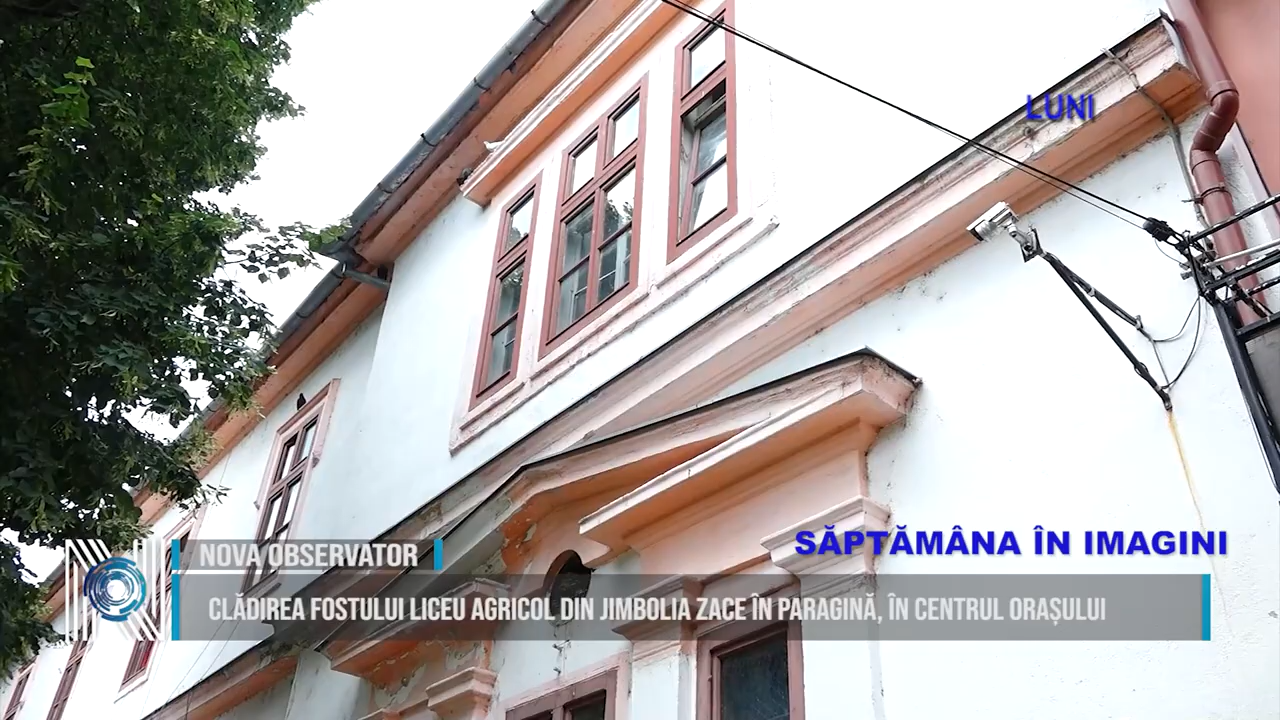 LUNI
SĂPTĂMÂNA ÎN IMAGINI
NOVA OBSERVATOR
CLĂDIREA FOSTULUI LICEU AGRICOL DIN JIMBOLIA ZACE ÎN PARAGINĂ, ÎN CENTRUL ORAȘULUI